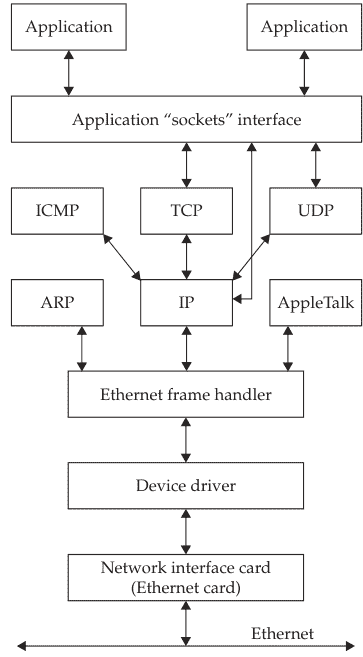 Application
Application
Application “sockets” interface
ICMP
TCP
UDP
ARP
IP
AppleTalk
Ethernet frame handler
Device driver
Network interface card
(Ethernet card)
Ethernet